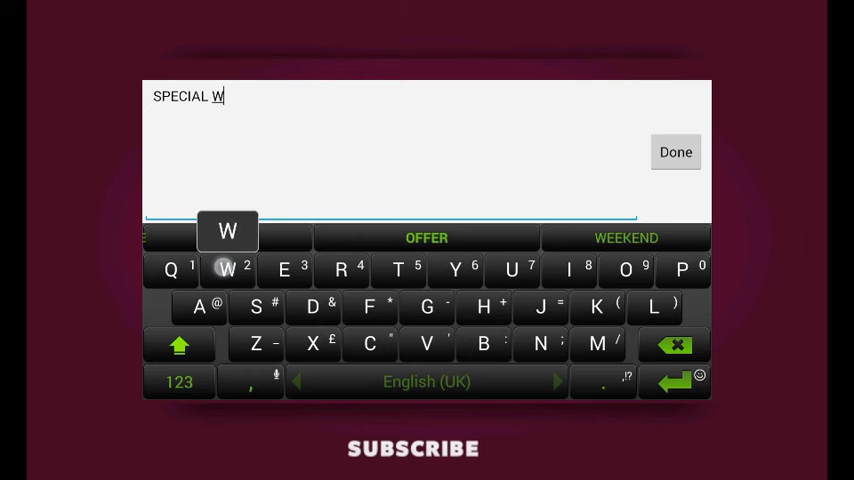 SPECIAL W
Done
W
E OFFER WEEKEND
Q 1 W 2 E 3 R 4 T 5 Y 6 U 7 I 8 O 9 P 0
A @ S # D & F * G - H + J = K ( L )
Z _ X £ C " V ' B : N ; M /
123 , English (UK) . ,!?
SUBSCRIBE